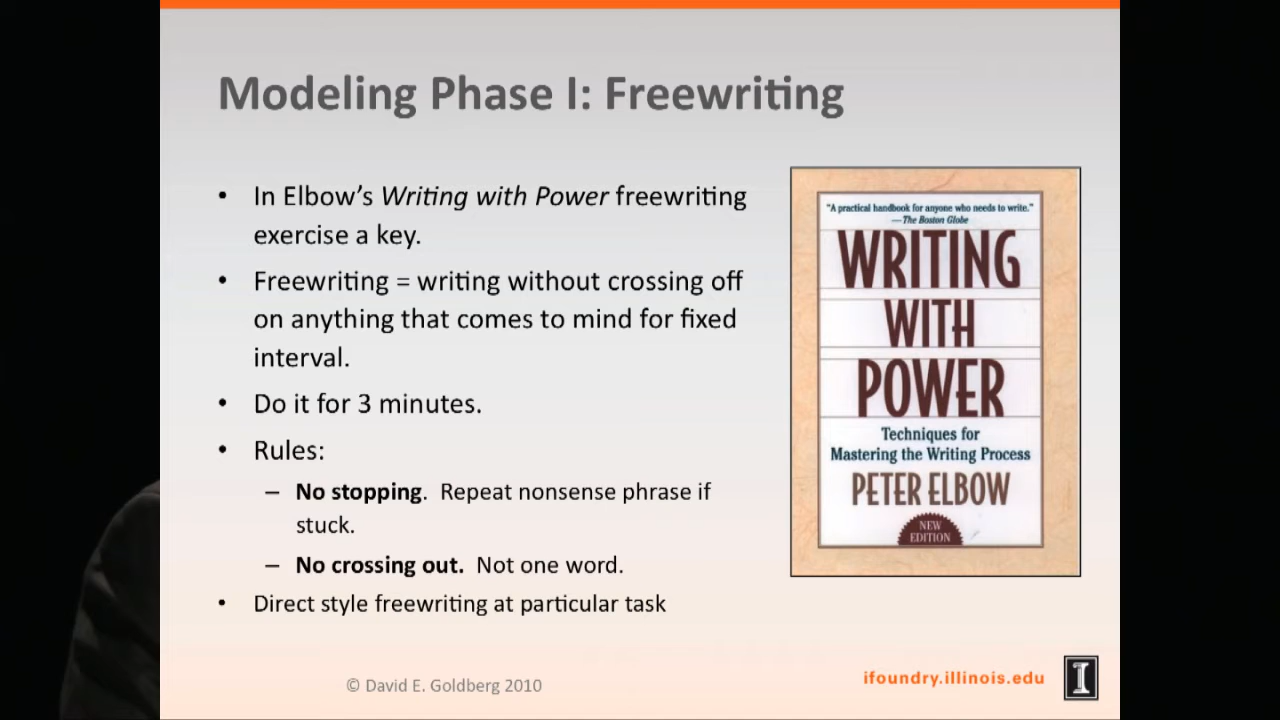 Modeling Phase I: Freewriting
• In Elbow's Writing with Power freewriting
exercise a key.
• Freewriting = writing without crossing off
on anything that comes to mind for fixed
interval.
• Do it for 3 minutes.
• Rules:
– No stopping. Repeat nonsense phrase if
stuck.
– No crossing out. Not one word.
• Direct style freewriting at particular task
"A practical handbook for anyone who needs to write."
—The Boston Globe
WRITING
WITH
POWER
Techniques for
Mastering the Writing Process
PETER ELBOW
NEW
EDITION
© David E. Goldberg 2010
ifoundry.illinois.edu
I